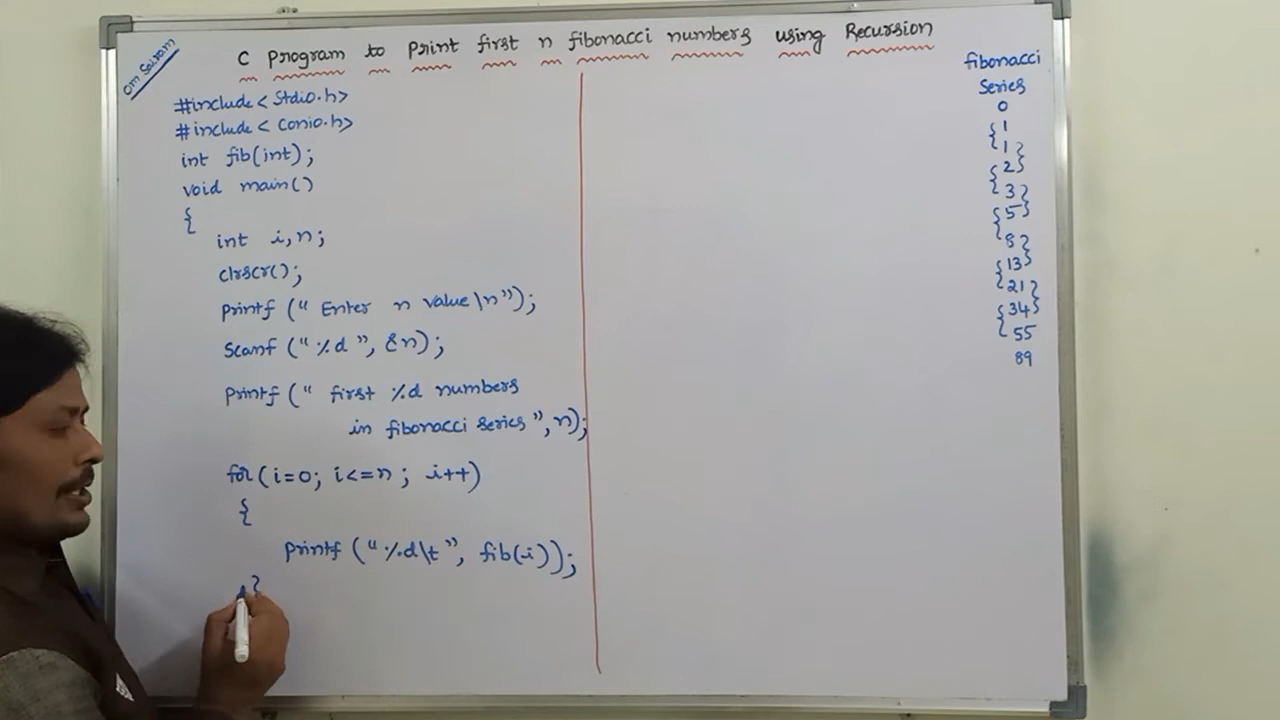 Om Sairam
C Program to Print first n fibonacci numbers using Recursion
#include < Stdio.h>
#include < Conio.h>
int fib(int);
void main()
{
int i,n;
clrscr();
Printf (“ Enter n value\n”);
Scanf (“%d”, &n);
Printf (“ first %d numbers
in fibonacci series”, n);
for(i=0; i<=n; i++)
{
Printf (“%d\t”, fib(i));
}
fibonacci
Series
0
1
1
2
3
5
8
13
21
34
55
89